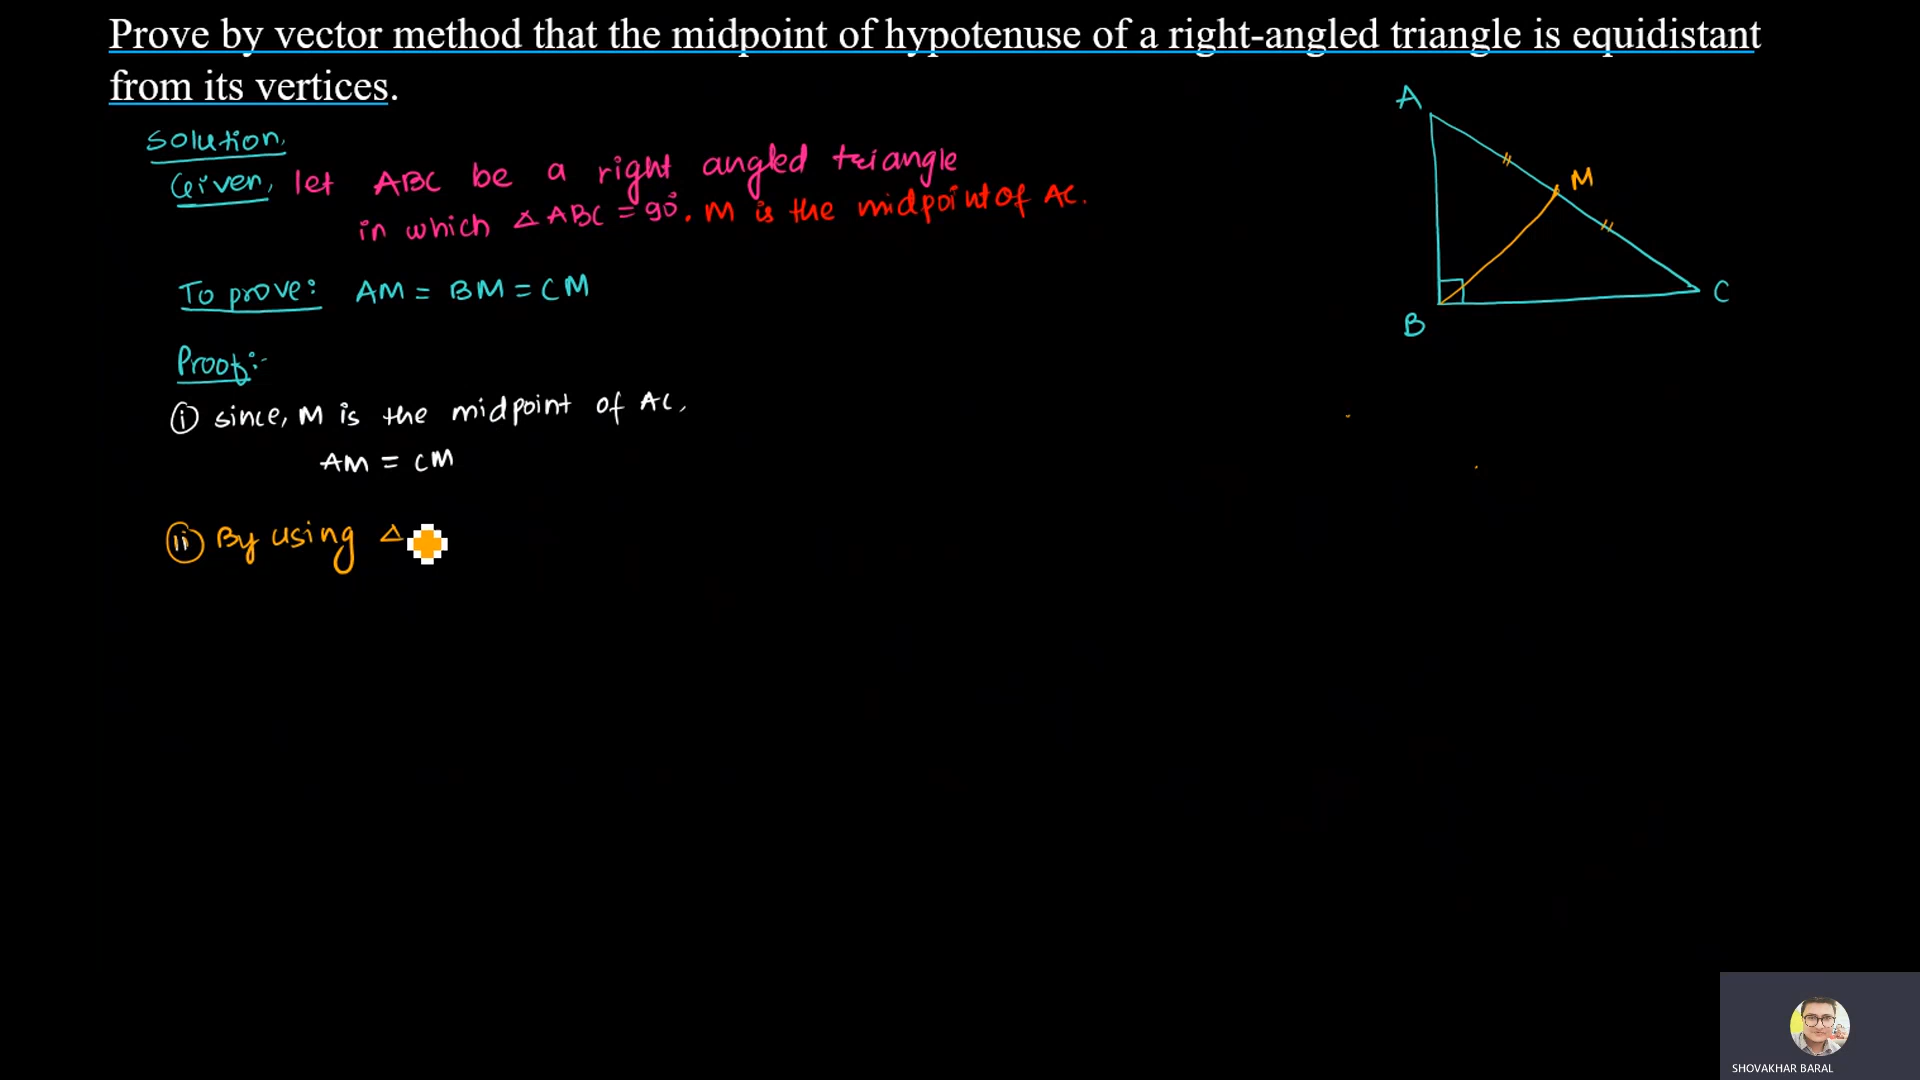 Prove by vector method that the midpoint of hypotenuse of a right-angled triangle is equidistant
from its vertices.
A
Solution,
Given, let ABC be a right angled triangle
M
in which △ABC = 90°. M is the midpoint of AC.
To prove: AM = BM = CM
C
B
Proof:-
(i) since, M is the midpoint of AC,
AM = CM
(ii) By using △
SHOVAKHAR BARAL